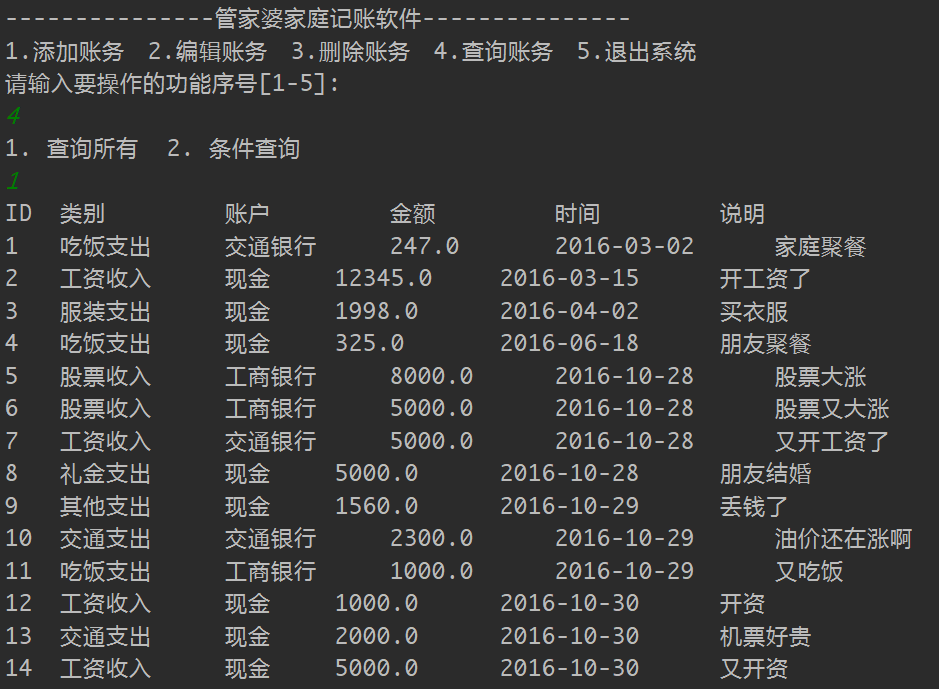 ---------------管家婆家庭记账软件---------------
1.添加账务 2.编辑账务 3.删除账务 4.查询账务 5.退出系统
请输入要操作的功能序号[1-5]:
4
1. 查询所有 2. 条件查询
1
ID 类别 账户 金额 时间 说明
1 吃饭支出 交通银行 247.0 2016-03-02 家庭聚餐
2 工资收入 现金 12345.0 2016-03-15 开工资了
3 服装支出 现金 1998.0 2016-04-02 买衣服
4 吃饭支出 现金 325.0 2016-06-18 朋友聚餐
5 股票收入 工商银行 8000.0 2016-10-28 股票大涨
6 股票收入 工商银行 5000.0 2016-10-28 股票又大涨
7 工资收入 交通银行 5000.0 2016-10-28 又开工资了
8 礼金支出 现金 5000.0 2016-10-28 朋友结婚
9 其他支出 现金 1560.0 2016-10-29 丢钱了
10 交通支出 交通银行 2300.0 2016-10-29 油价还在涨啊
11 吃饭支出 工商银行 1000.0 2016-10-29 又吃饭
12 工资收入 现金 1000.0 2016-10-30 开资
13 交通支出 现金 2000.0 2016-10-30 机票好贵
14 工资收入 现金 5000.0 2016-10-30 又开资